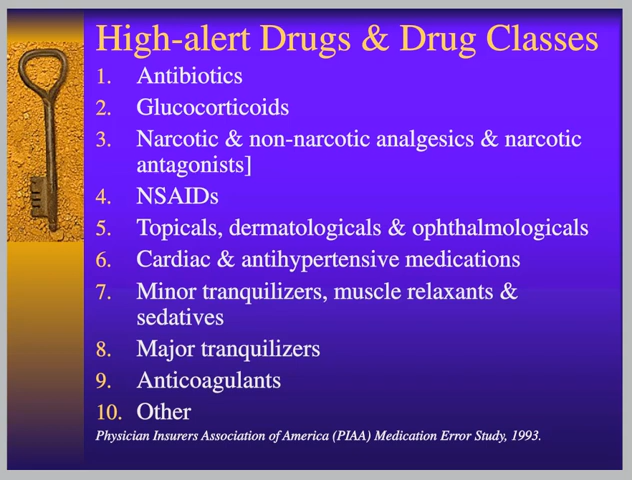 High-alert Drugs & Drug Classes
1. Antibiotics
2. Glucocorticoids
3. Narcotic & non-narcotic analgesics & narcotic
antagonists]
4. NSAIDs
5. Topicals, dermatologicals & ophthalmologicals
6. Cardiac & antihypertensive medications
7. Minor tranquilizers, muscle relaxants &
sedatives
8. Major tranquilizers
9. Anticoagulants
10. Other
Physician Insurers Association of America (PIAA) Medication Error Study, 1993.